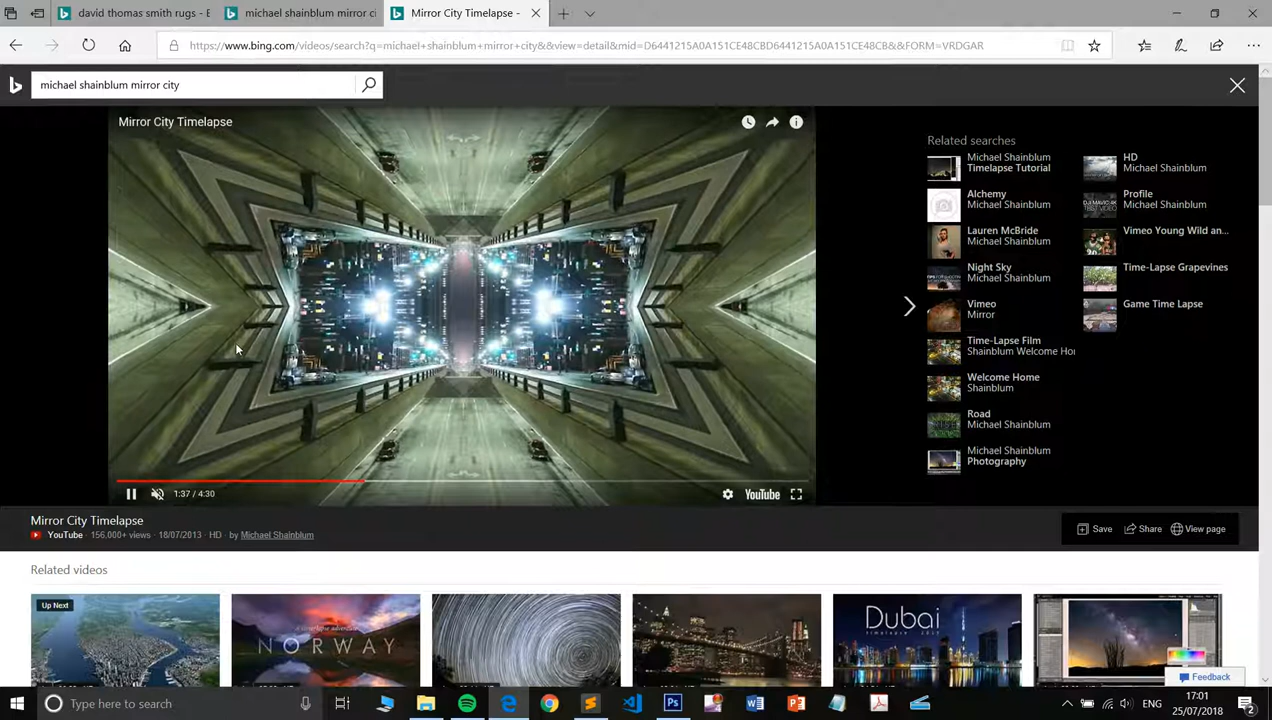 david thomas smith rugs - B
michael shainblum mirror ci
Mirror City Timelapse -
https://www.bing.com/videos/search?q=michael+shainblum+mirror+city&&view=detail&mid=D6441215A0A151CE48CBD6441215A0A151CE48CB&&FORM=VRDGAR
michael shainblum mirror city
Mirror City Timelapse
1:37 / 4:30
YouTube
Related searches
Michael Shainblum
Timelapse Tutorial
Alchemy
Michael Shainblum
Lauren McBride
Michael Shainblum
Night Sky
Michael Shainblum
Vimeo
Mirror
Time-Lapse Film
Shainblum Welcome Hor
Welcome Home
Shainblum
Road
Michael Shainblum
Michael Shainblum
Photography
HD
Michael Shainblum
Profile
Michael Shainblum
Vimeo Young Wild an...
Time-Lapse Grapevines
Game Time Lapse
Mirror City Timelapse
YouTube · 156,000+ views · 18/07/2013 · HD · by Michael Shainblum
Save Share View page
Related videos
Up Next
NORWAY
Dubai
Feedback
Type here to search
ENG
17:01
25/07/2018
2